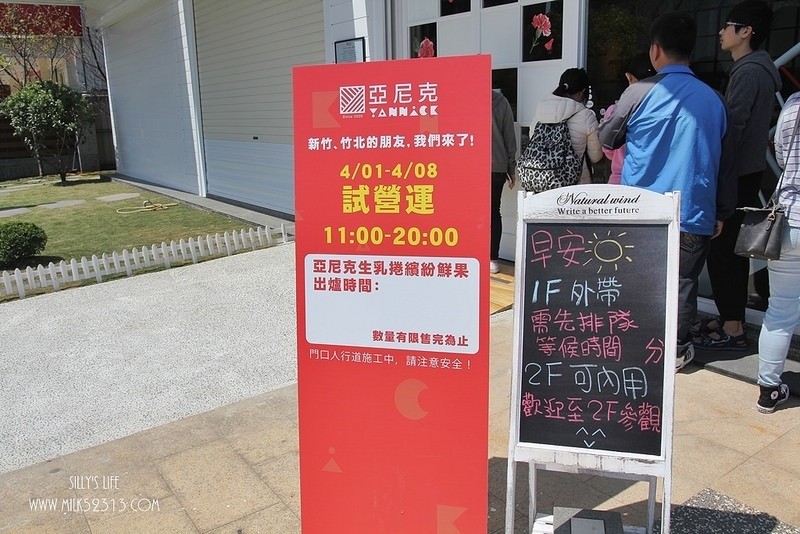 亞尼克
Since 2005
YANNICK
新竹、竹北的朋友，我們來了！
4/01-4/08
試營運
11:00-20:00
亞尼克生乳捲繽紛鮮果
出爐時間：
數量有限售完為止
門口人行道施工中，請注意安全！
Natural wind
Write a better future
早安
1F 外帶
需先排隊
等候時間 分
2F 可內用
歡迎至2F參觀
^^
SILLY'S LIFE
WWW.MILK52313.COM